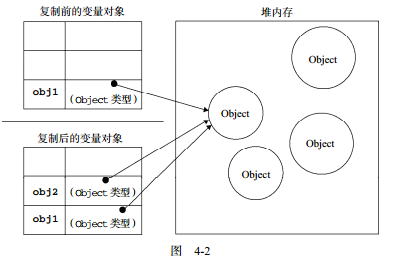 复制前的变量对象
堆内存
obj1
(Object 类型)
Object
Object
Object
Object
复制后的变量对象
obj2
(Object 类型)
obj1
(Object 类型)
图 4-2